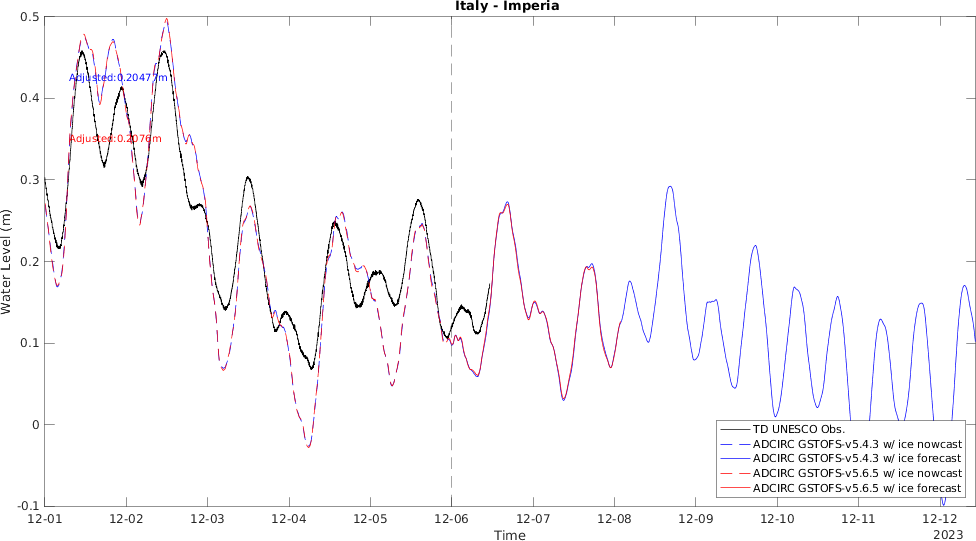 Italy - Imperia
0.5
0.4
0.3
0.2
0.1
0
-0.1
Water Level (m)
Adjusted:0.20477m
Adjusted:0.2076m
TD UNESCO Obs.
ADCIRC GSTOFS-v5.4.3 w/ ice nowcast
ADCIRC GSTOFS-v5.4.3 w/ ice forecast
ADCIRC GSTOFS-v5.6.5 w/ ice nowcast
ADCIRC GSTOFS-v5.6.5 w/ ice forecast
12-01 12-02 12-03 12-04 12-05 12-06 12-07 12-08 12-09 12-10 12-11 12-12
Time
2023